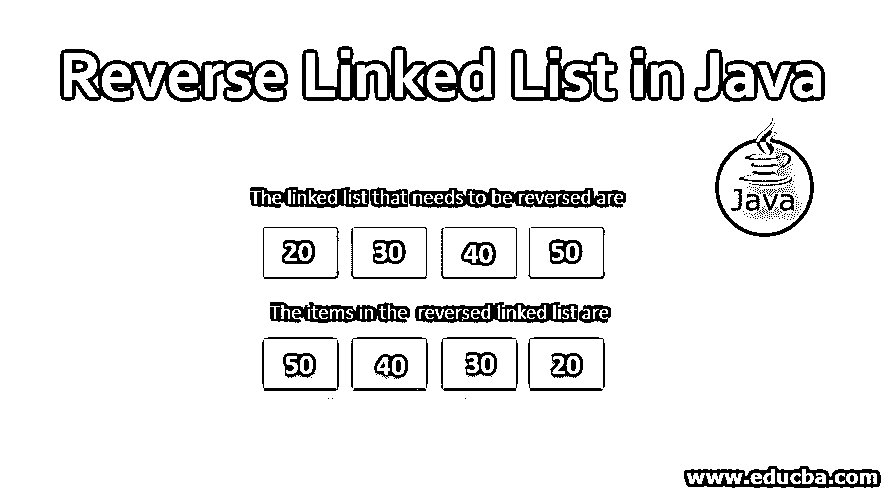 Reverse Linked List in Java
Java
The linked list that needs to be reversed are
20 30 40 50
The items in the reversed linked list are
50 40 30 20
www.educba.com